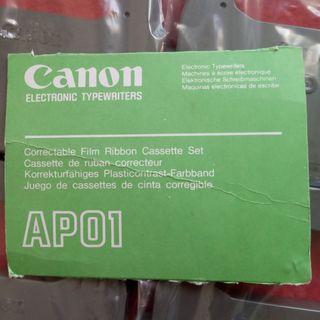 Canon
ELECTRONIC TYPEWRITERS
Electronic Typewriters
Machines à écrire électronique
Elektronische Schreibmaschinen
Maquinas electronicas de escribir
Correctable Film Ribbon Cassette Set
Cassette de ruban correcteur
Korrekturfähiges Plasticontrast-Farbband
Juego de cassettes de cinta corregible
AP01